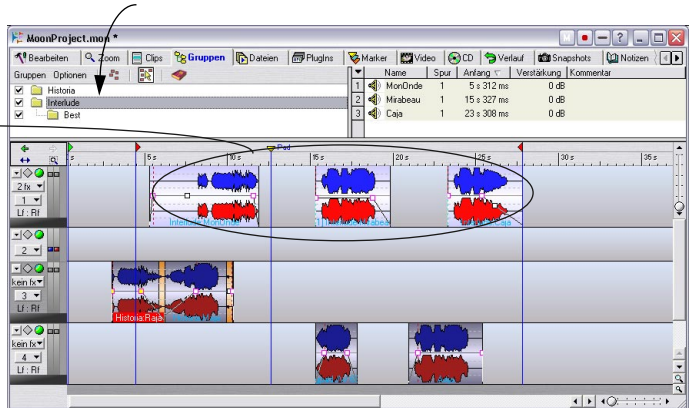 MoonProject.mon *
Bearbeiten Zoom Clips Gruppen Dateien PlugIns Marker Video CD Verlauf Snapshots Notizen
Gruppen Optionen
Historia
Interlude
Best
Name Spur Anfang Verstärkung Kommentar
1 MonOnde 1 5 s 312 ms 0 dB
2 Mirabeau 1 15 s 327 ms 0 dB
3 Caja 1 23 s 308 ms 0 dB
s 5 s 10 s 15 s 20 s 25 s 30 s 35 s
2 fx
1
Lf : Rf
Interlude:MonOnde
2
kein fx
3
Lf : Rf
Historia:Raja
kein fx
4
Lf : Rf